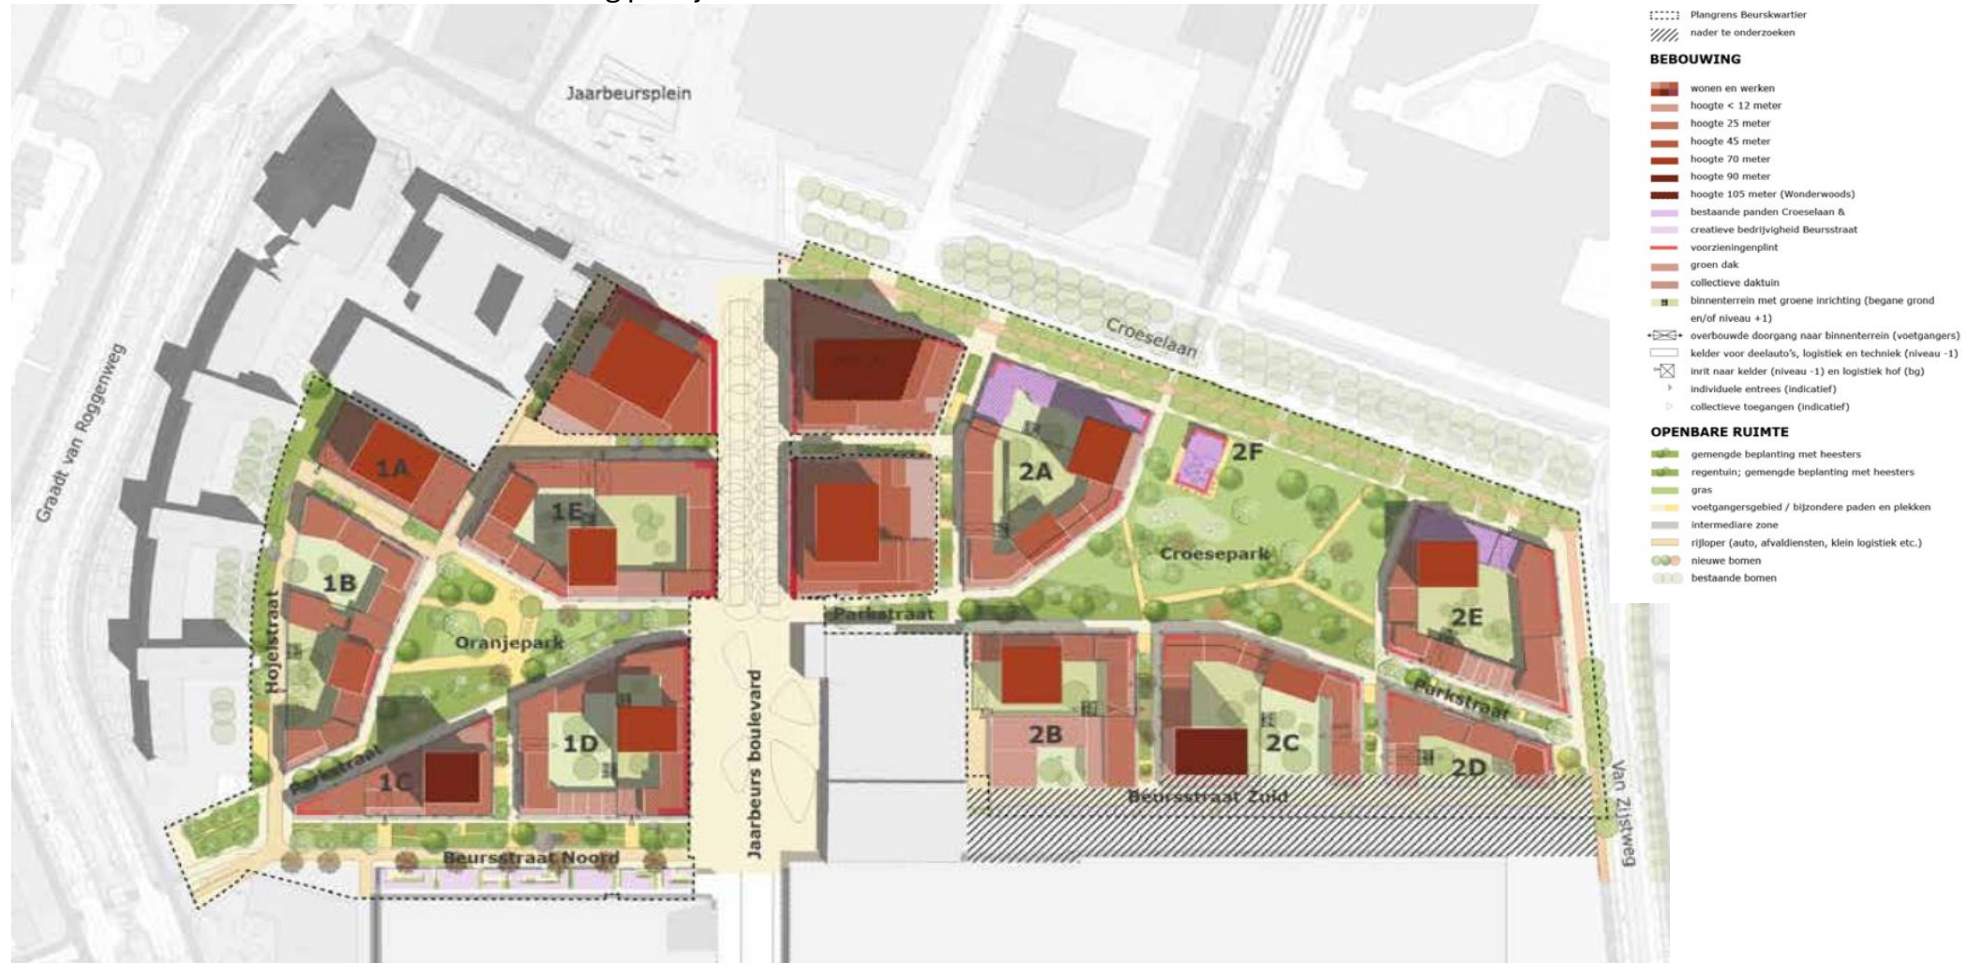 Jaarbeursplein
Graadt van Roggenweg
Croeselaan
1A
2A
2F
1E
Croesepark
1B
Hojelstraat
Oranjepark
Parkstraat
2E
Parkstraat
1D
2B
2C
2D
Parkstraat
1C
Jaarbeurs boulevard
Beursstraat Zuid
Beursstraat Noord
Van Zijstweg
Plangrens Beurskwartier
nader te onderzoeken
BEBOUWING
wonen en werken
hoogte < 12 meter
hoogte 25 meter
hoogte 45 meter
hoogte 70 meter
hoogte 90 meter
hoogte 105 meter (Wonderwoods)
bestaande panden Croeselaan &
creatieve bedrijvigheid Beursstraat
voorzieningenplint
groen dak
collectieve daktuin
binnenterrein met groene inrichting (begane grond
en/of niveau +1)
overbouwde doorgang naar binnenterrein (voetgangers)
kelder voor deelauto's, logistiek en techniek (niveau -1)
inrit naar kelder (niveau -1) en logistiek hof (bg)
individuele entrees (indicatief)
collectieve toegangen (indicatief)
OPENBARE RUIMTE
gemengde beplanting met heesters
regentuin; gemengde beplanting met heesters
gras
voetgangersgebied / bijzondere paden en plekken
intermediare zone
rijloper (auto, afvaldiensten, klein logistiek etc.)
nieuwe bomen
bestaande bomen